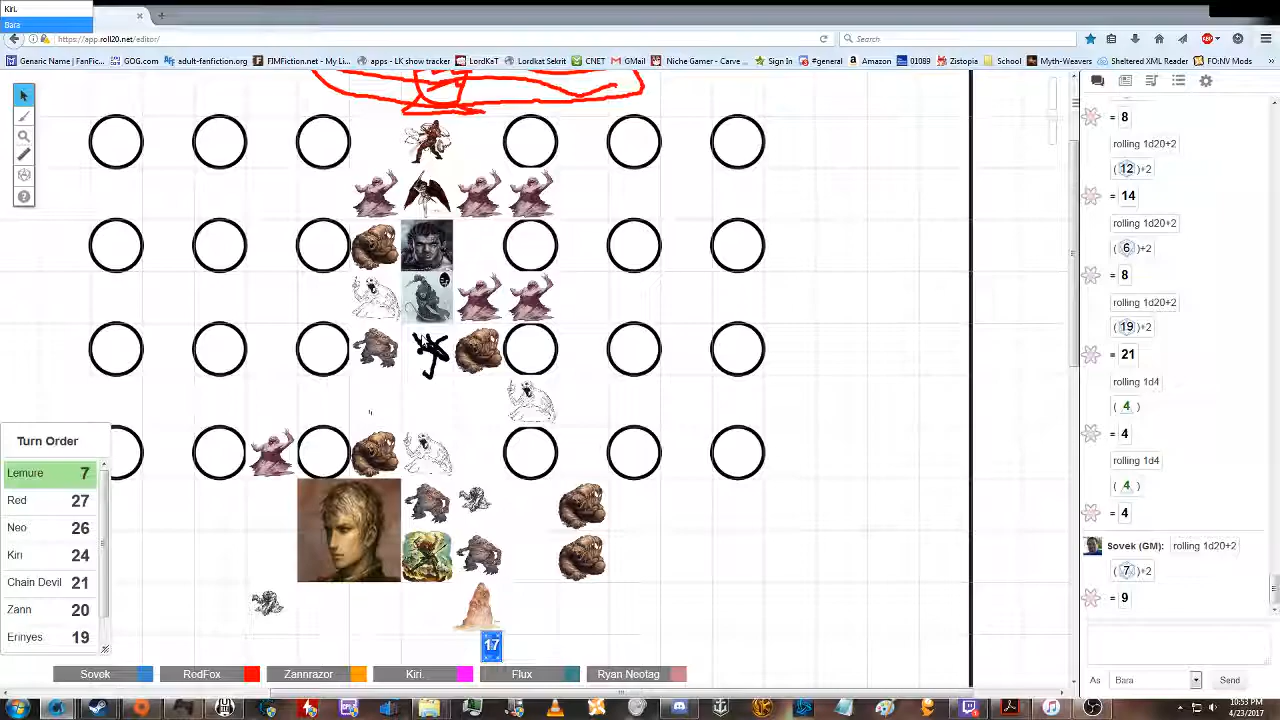 Kiri.
Bara
https://app.roll20.net/editor/
Search
Generic Name | FanFic...
GOG.com
adult-fanfiction.org
FIMFiction.net - My Li...
apps - LK show tracker
LordKaT
Lordkat Sekrit
CNET
GMail
Niche Gamer - Carve ...
Sign In
#general
Amazon
01089
Zistopia
School
Myth-Weavers
Sheltered XML Reader
FO:NV Mods
= 8
rolling 1d20+2
(12)+2
= 14
rolling 1d20+2
(6)+2
= 8
rolling 1d20+2
(19)+2
= 21
rolling 1d4
(4)
= 4
rolling 1d4
(4)
= 4
Sovek (GM): rolling 1d20+2
(7)+2
= 9
Turn Order
Lemure 7
Red 27
Neo 26
Kiri 24
Chain Devil 21
Zann 20
Erinyes 19
17
Sovek
RedFox
Zannrazor
Kiri.
Flux
Ryan Neotag
As Bara Send
10:53 PM
4/23/2017